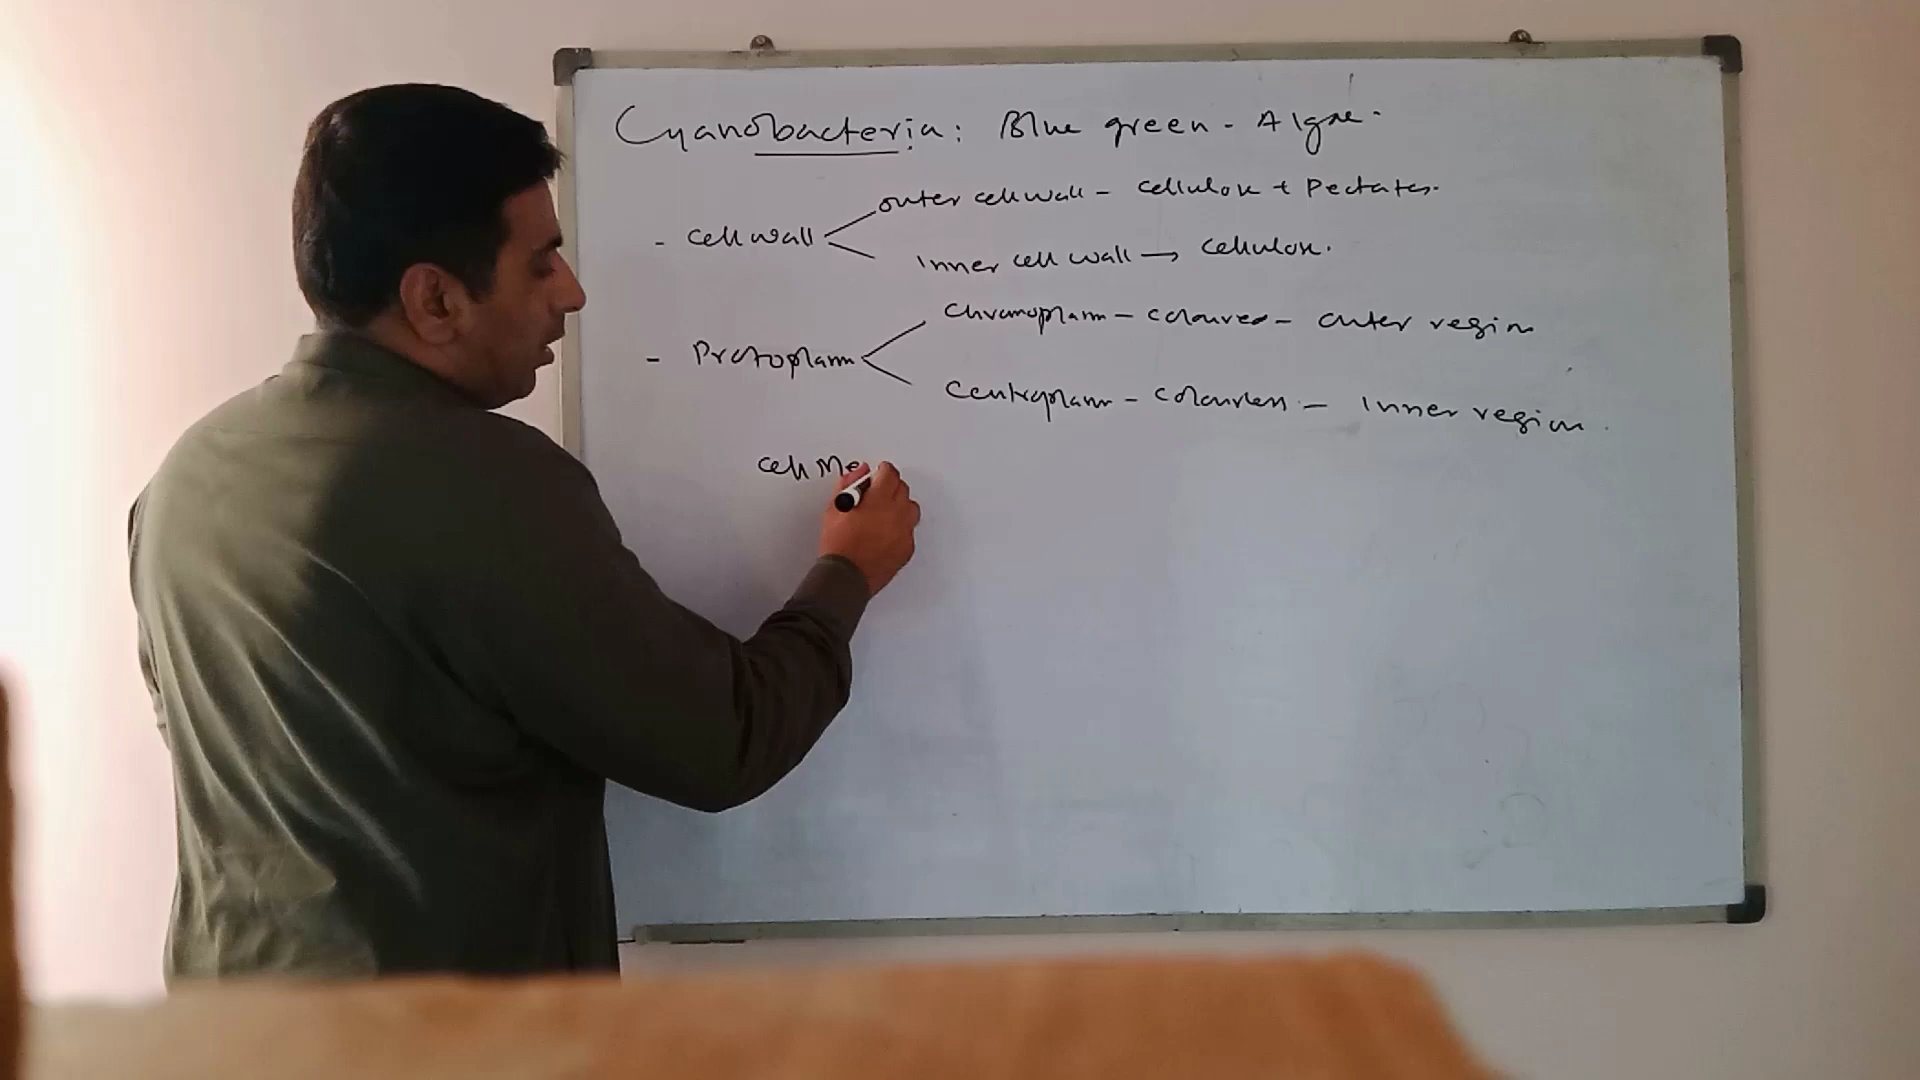 Cyanobacteria: Blue green - Algae.
outer cell wall - cellulose + Pectates.
- cell wall
Inner cell wall → cellulose.
Chromoplasm - coloured - outer region
- Protoplasm
Centroplasm - colourless - Inner region.
cell Me